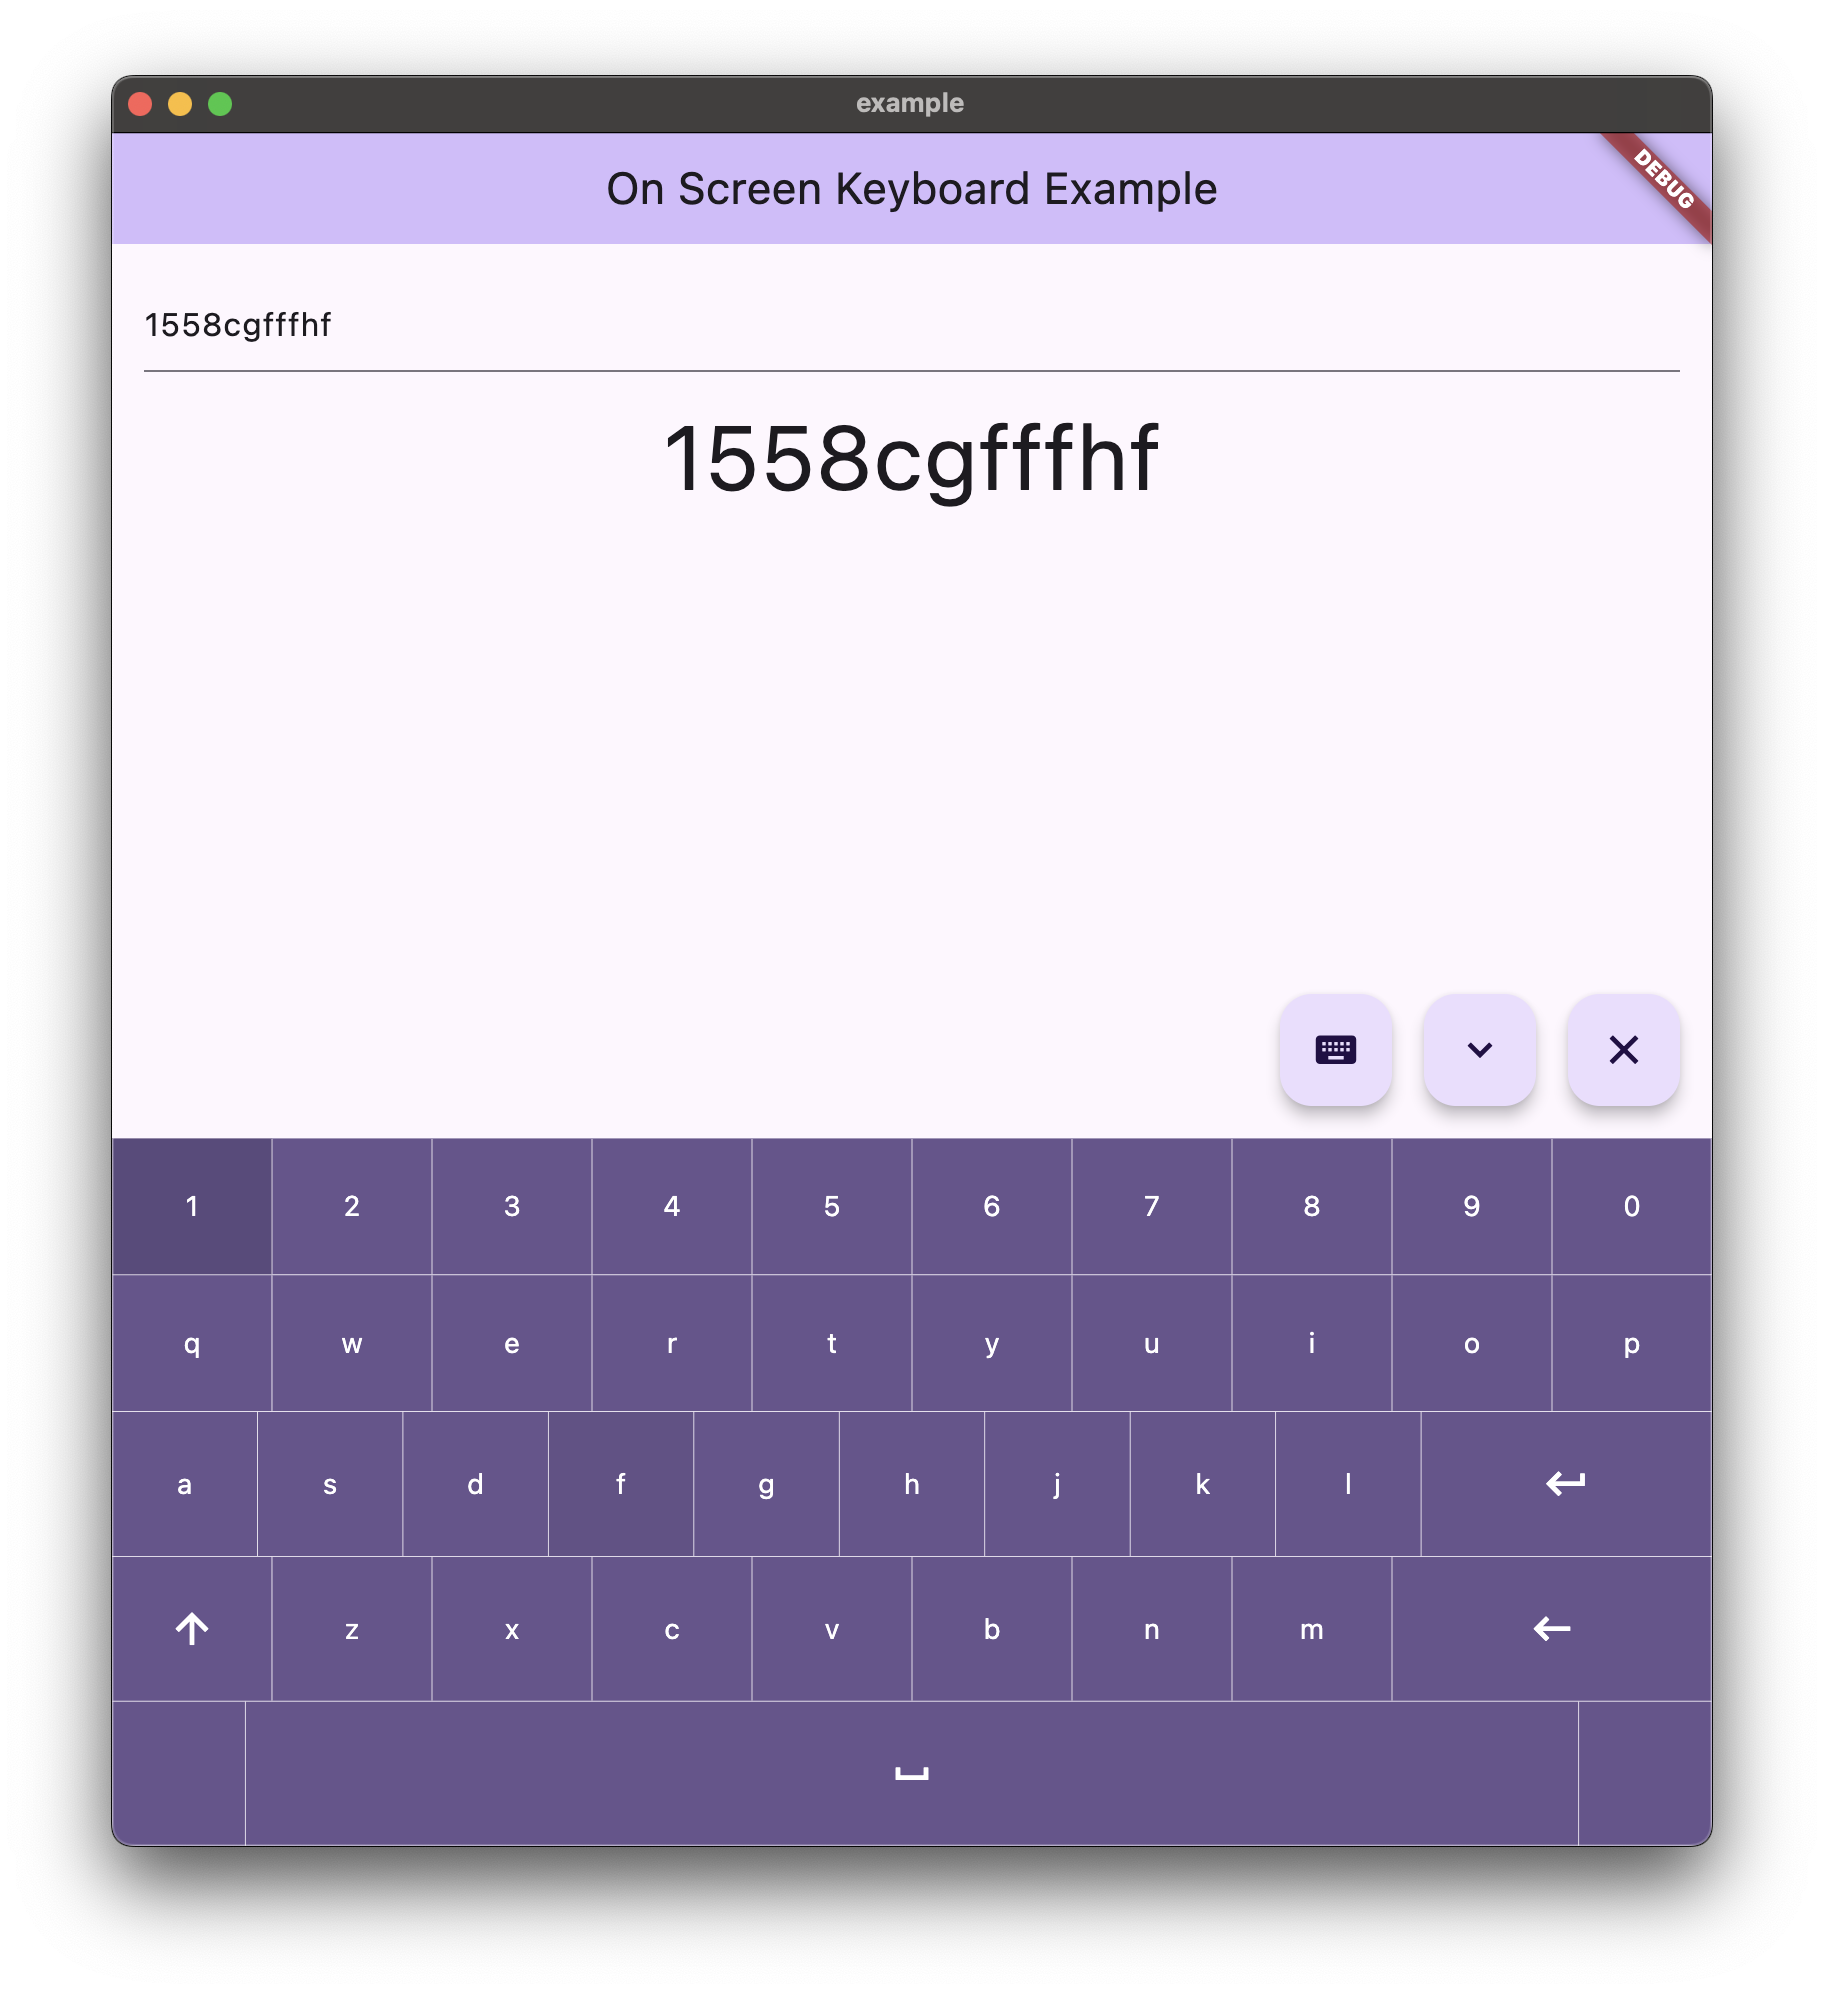 example
On Screen Keyboard Example
DEBUG
1558cgfffhf
1558cgfffhf
1 2 3 4 5 6 7 8 9 0
q w e r t y u i o p
a s d f g h j k l
z x c v b n m